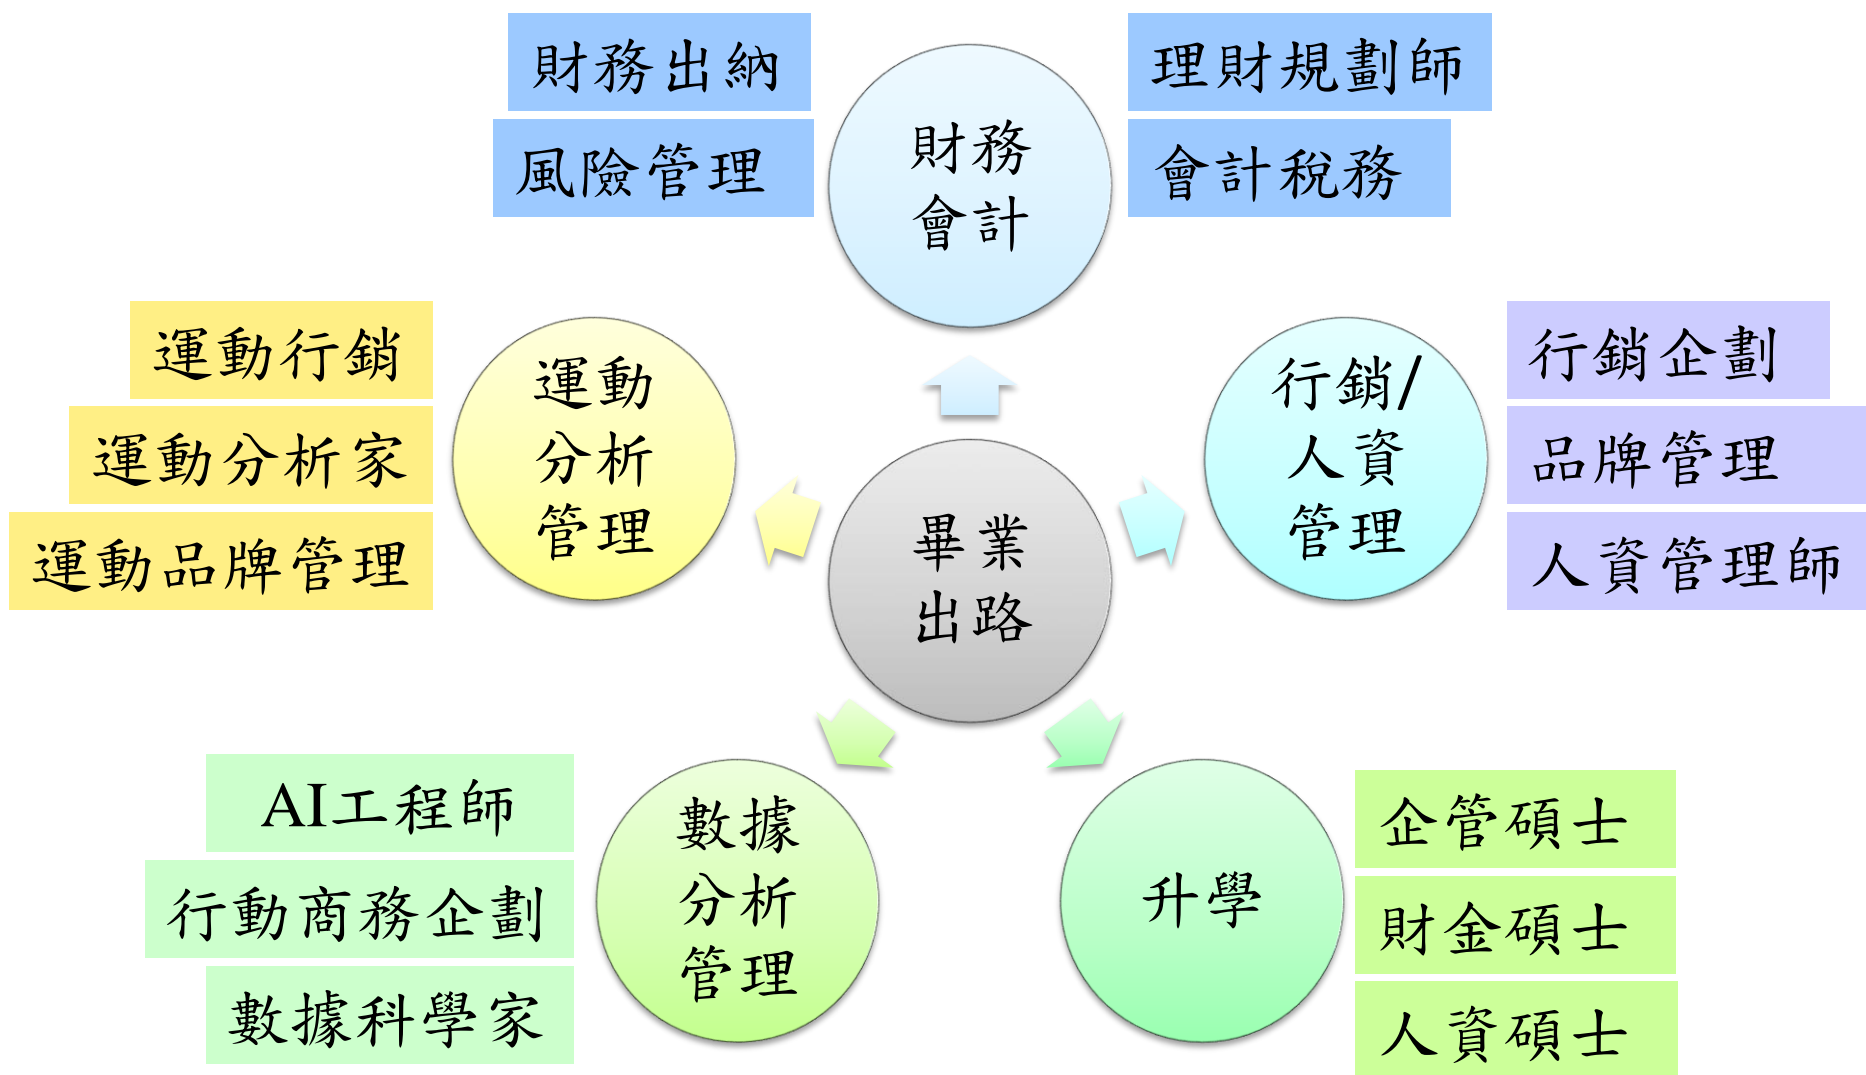 財務出納
風險管理
財務
會計
理財規劃師
會計稅務
運動行銷
運動分析家
運動品牌管理
運動
分析
管理
行銷/
人資
管理
行銷企劃
品牌管理
人資管理師
畢業
出路
AI工程師
行動商務企劃
數據科學家
數據
分析
管理
升學
企管碩士
財金碩士
人資碩士